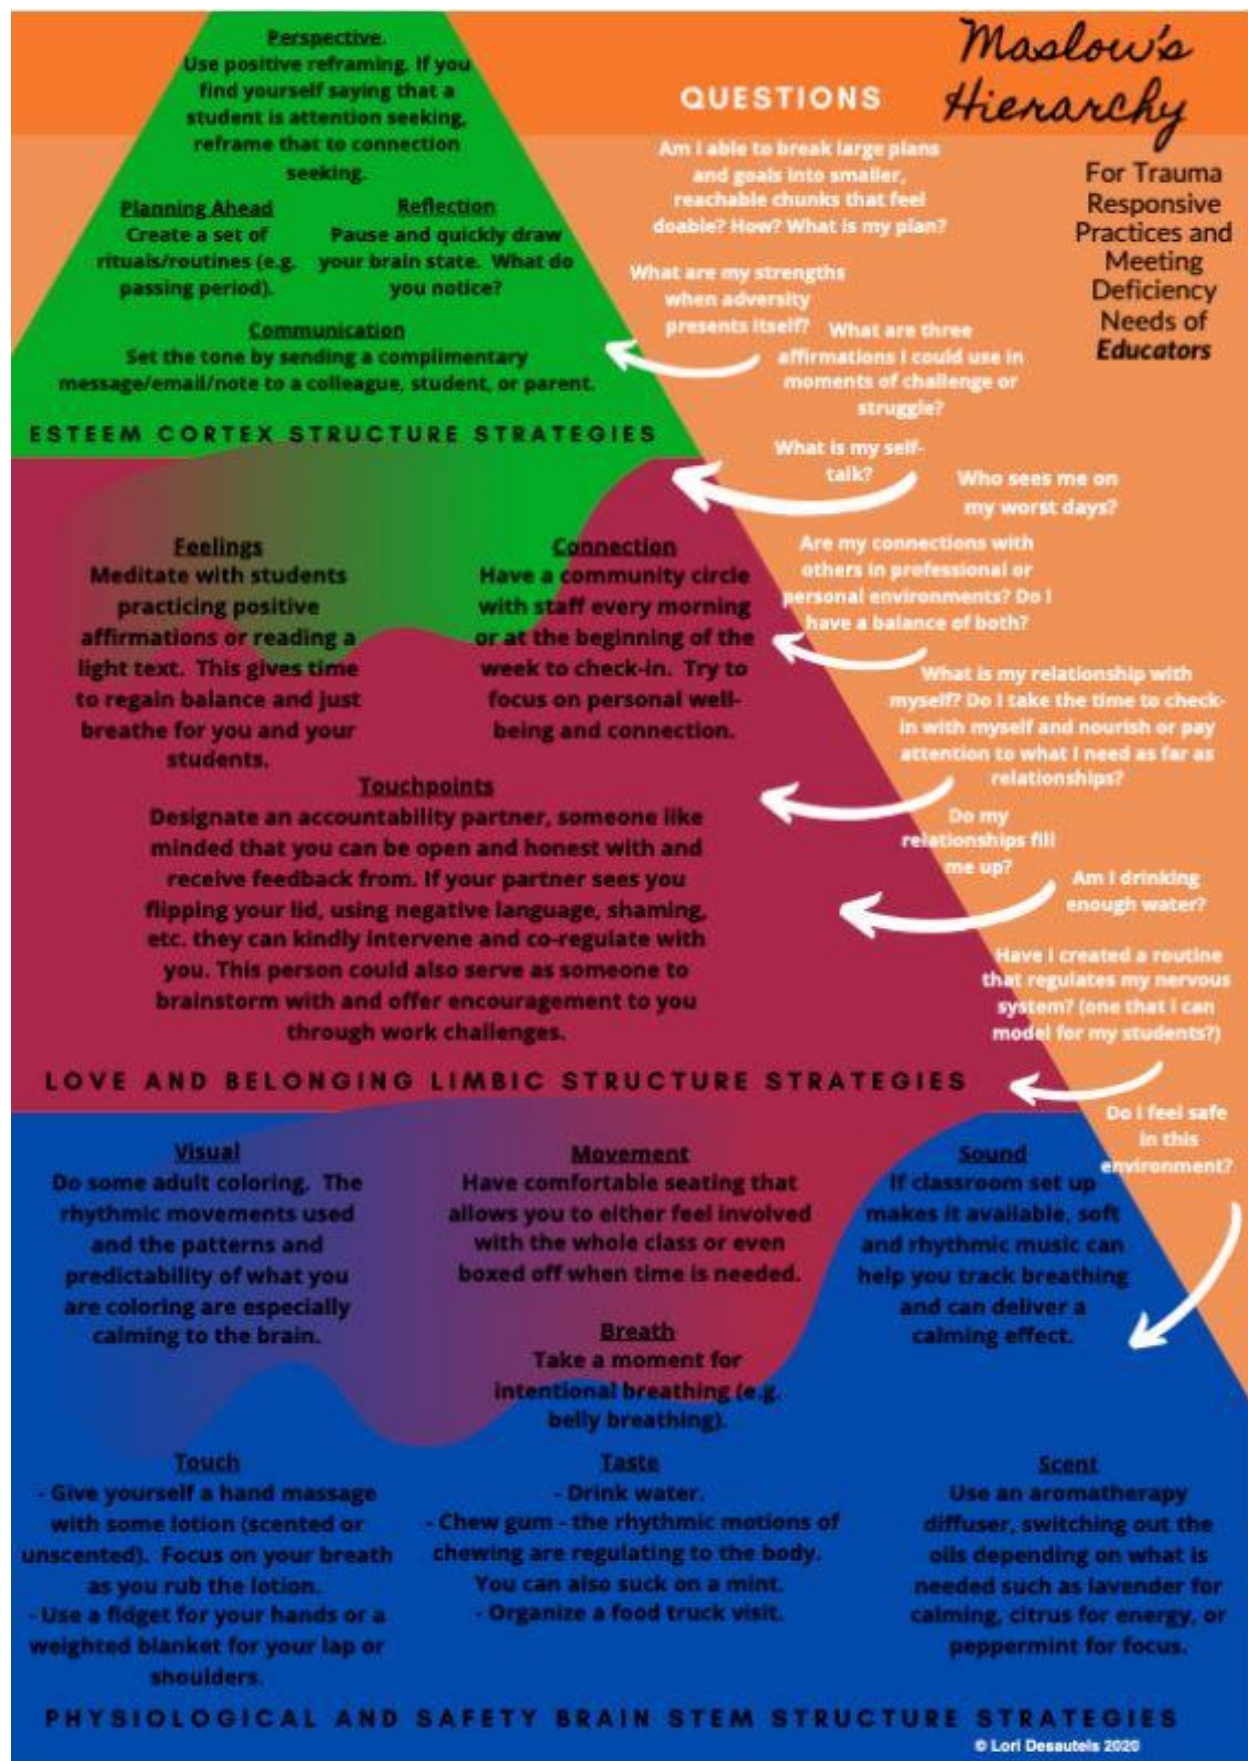 Maslow's
Hierarchy
For Trauma
Responsive
Practices and
Meeting
Deficiency
Needs of
Educators
Perspective.
Use positive reframing. If you
find yourself saying that a
student is attention seeking,
reframe that to connection
seeking.
Planning Ahead
Create a set of
rituals/routines (e.g.
passing period).
Reflection
Pause and quickly draw
your brain state. What do
you notice?
Communication
Set the tone by sending a complimentary
message/email/note to a colleague, student, or parent.
ESTEEM CORTEX STRUCTURE STRATEGIES
QUESTIONS
Am I able to break large plans
and goals into smaller,
reachable chunks that feel
doable? How? What is my plan?
What are my strengths
when adversity
presents itself?
What are three
affirmations I could use in
moments of challenge or
struggle?
What is my self-
talk?
Who sees me on
my worst days?
Are my connections with
others in professional or
personal environments? Do I
have a balance of both?
What is my relationship with
myself? Do I take the time to check-
in with myself and nourish or pay
attention to what I need as far as
relationships?
Do my
relationships fill
me up?
Am I drinking
enough water?
Have I created a routine
that regulates my nervous
system? (one that I can
model for my students?)
Do I feel safe
in this
environment?
Feelings
Meditate with students
practicing positive
affirmations or reading a
light text. This gives time
to regain balance and just
breathe for you and your
students.
Connection
Have a community circle
with staff every morning
or at the beginning of the
week to check-in. Try to
focus on personal well-
being and connection.
Touchpoints
Designate an accountability partner, someone like
minded that you can be open and honest with and
receive feedback from. If your partner sees you
flipping your lid, using negative language, shaming,
etc. they can kindly intervene and co-regulate with
you. This person could also serve as someone to
brainstorm with and offer encouragement to you
through work challenges.
LOVE AND BELONGING LIMBIC STRUCTURE STRATEGIES
Visual
Do some adult coloring. The
rhythmic movements used
and the patterns and
predictability of what you
are coloring are especially
calming to the brain.
Movement
Have comfortable seating that
allows you to either feel involved
with the whole class or even
boxed off when time is needed.
Sound
If classroom set up
makes it available, soft
and rhythmic music can
help you track breathing
and can deliver a
calming effect.
Breath
Take a moment for
intentional breathing (e.g.
belly breathing).
Touch
- Give yourself a hand massage
with some lotion (scented or
unscented). Focus on your breath
as you rub the lotion.
- Use a fidget for your hands or a
weighted blanket for your lap or
shoulders.
Taste
- Drink water.
- Chew gum - the rhythmic motions of
chewing are regulating to the body.
You can also suck on a mint.
- Organize a food truck visit.
Scent
Use an aromatherapy
diffuser, switching out the
oils depending on what is
needed such as lavender for
calming, citrus for energy, or
peppermint for focus.
PHYSIOLOGICAL AND SAFETY BRAIN STEM STRUCTURE STRATEGIES
© Lori Desautels 2020